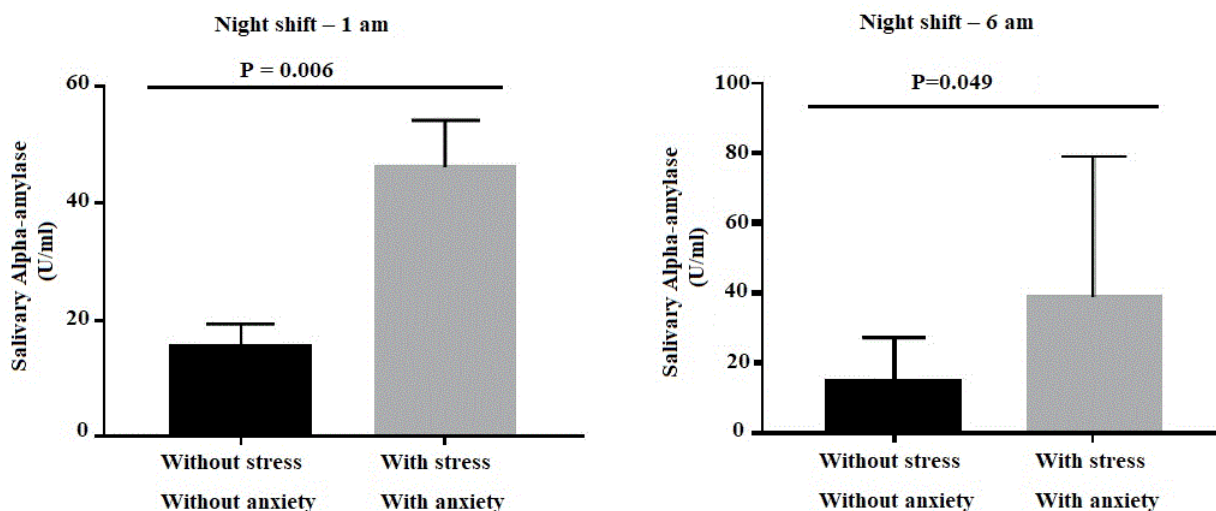 Night shift – 1 am
P = 0.006
60
40
20
0
Salivary Alpha-amylase
(U/ml)
Without stress
Without anxiety
With stress
With anxiety
Night shift – 6 am
P=0.049
100
80
60
40
20
0
Salivary Alpha-amylase
(U/ml)
Without stress
Without anxiety
With stress
With anxiety